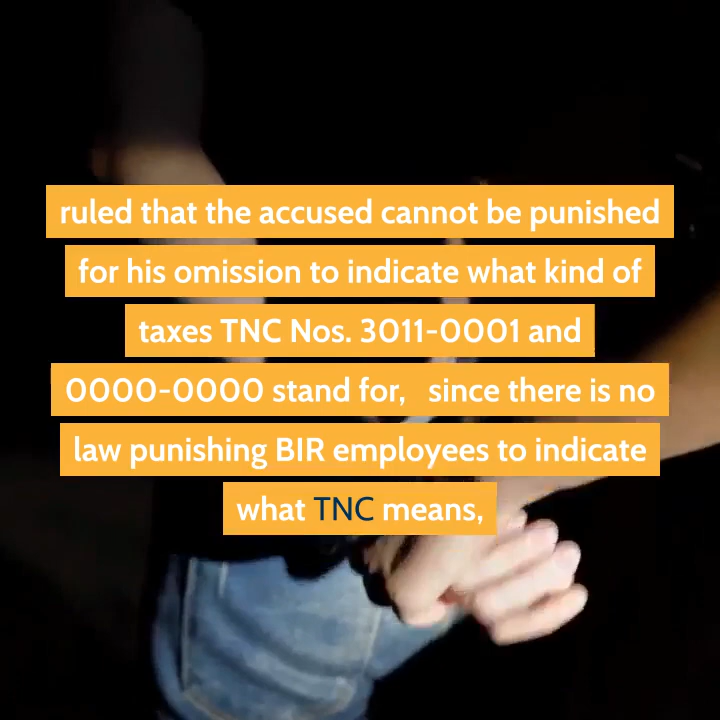 ruled that the accused cannot be punished
for his omission to indicate what kind of
taxes TNC Nos. 3011-0001 and
0000-0000 stand for,   since there is no
law punishing BIR employees to indicate
what TNC means,